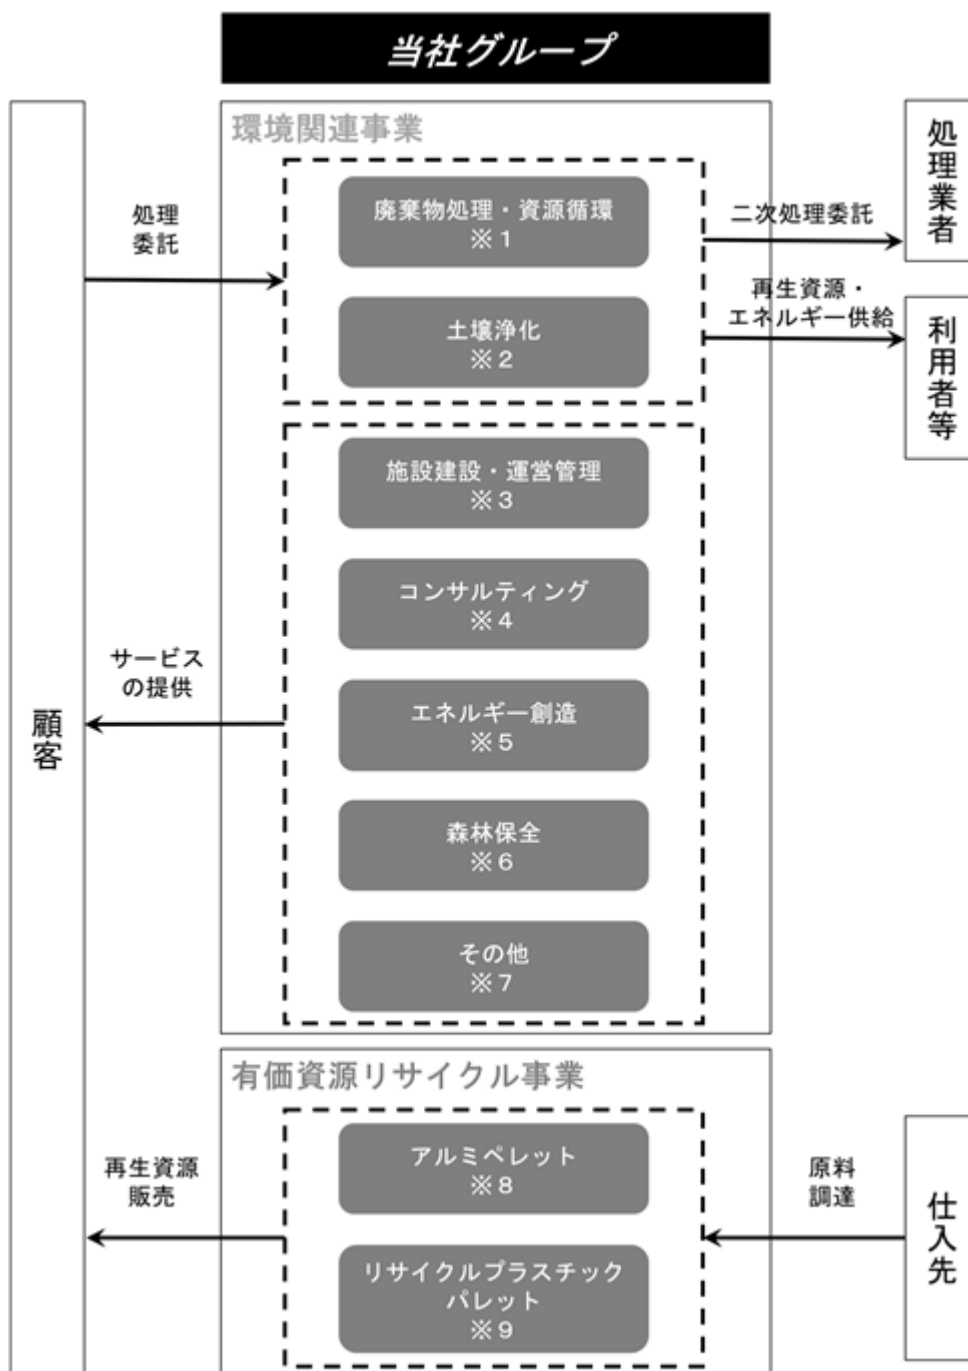 当社グループ
環境関連事業
廃棄物処理・資源循環
※1
土壌浄化
※2
処理
委託
二次処理委託
処理業者
再生資源・
エネルギー供給
利用者等
施設建設・運営管理
※3
コンサルティング
※4
エネルギー創造
※5
森林保全
※6
その他
※7
サービス
の提供
顧客
有価資源リサイクル事業
アルミペレット
※8
リサイクルプラスチック
パレット
※9
再生資源
販売
原料
調達
仕入先